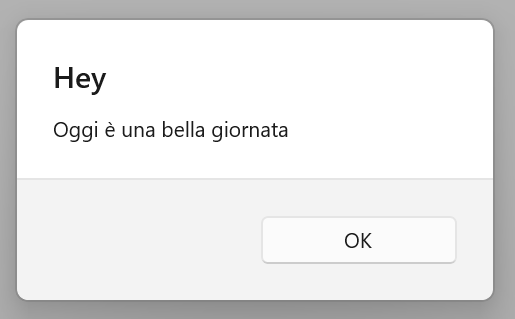 Hey
Oggi è una bella giornata
OK